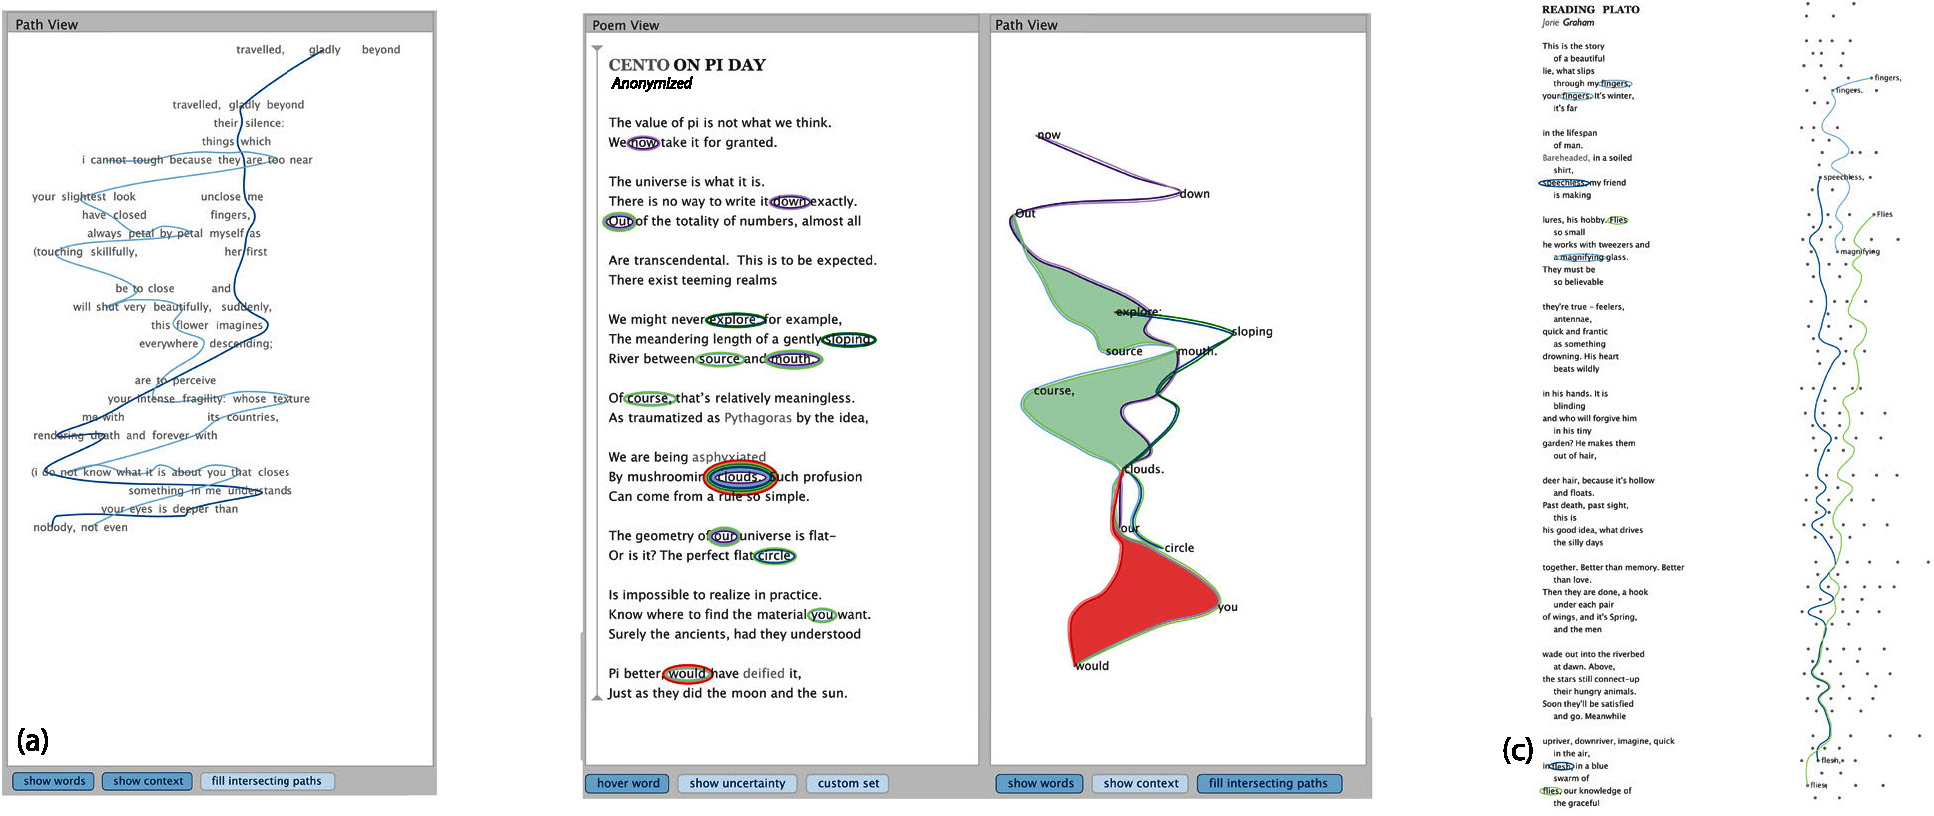 Path View
travelled, gladly beyond
travelled, gladly beyond
their silence:
things which
i cannot tough because they are too near
your slightest look unclose me
have closed fingers,
always petal by petal myself as
(touching skillfully, her first
be to close and
will shut very beautifully, suddenly,
this flower imagines
everywhere descending;
are to perceive
your intense fragility: whose texture
me with its countries,
rendering death and forever with
(i do not know what it is about you that closes
something in me understands
your eyes is deeper than
nobody, not even
(a)
show words show context fill intersecting paths
Poem View
CENTO ON PI DAY
Anonymized
The value of pi is not what we think.
We now take it for granted.
The universe is what it is.
There is no way to write it down exactly.
Out of the totality of numbers, almost all
Are transcendental. This is to be expected.
There exist teeming realms
We might never explore: for example,
The meandering length of a gently sloping
River between source and mouth.
Of course, that's relatively meaningless.
As traumatized as Pythagoras by the idea,
We are being asphyxiated
By mushrooming clouds. Such profusion
Can come from a rule so simple.
The geometry of our universe is flat–
Or is it? The perfect flat circle
Is impossible to realize in practice.
Know where to find the material you want.
Surely the ancients, had they understood
Pi better, would have deified it,
Just as they did the moon and the sun.
hover word show uncertainty custom set
Path View
now
down
Out
explore:
sloping
source mouth.
course,
clouds.
our
circle
you
would
show words show context fill intersecting paths
READING PLATO
Jorie Graham
This is the story
of a beautiful
lie, what slips
through my fingers,
your fingers. It's winter,
it's far
in the lifespan
of man.
Bareheaded, in a soiled
shirt,
speechless, my friend
is making
lures, his hobby. Flies
so small
he works with tweezers and
a magnifying glass.
They must be
so believable
they're true – feelers,
antennae,
quick and frantic
as something
drowning. His heart
beats wildly
in his hands. It is
blinding
and who will forgive him
in his tiny
garden? He makes them
out of hair,
deer hair, because it's hollow
and floats.
Past death, past sight,
this is
his good idea, what drives
the silly days
together. Better than memory. Better
than love.
Then they are done, a hook
under each pair
of wings, and it's Spring,
and the men
wade out into the riverbed
at dawn. Above,
the stars still connect-up
their hungry animals.
Soon they'll be satisfied
and go. Meanwhile
upriver, downriver, imagine, quick
in the air,
in flesh, in a blue
swarm of
flies, our knowledge of
the graceful
(c)
fingers,
fingers.
speechless,
Flies
magnifying
flesh,
flies,